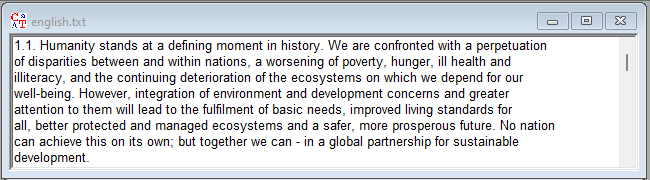 CAT english.txt
1.1. Humanity stands at a defining moment in history. We are confronted with a perpetuation
of disparities between and within nations, a worsening of poverty, hunger, ill health and
illiteracy, and the continuing deterioration of the ecosystems on which we depend for our
well-being. However, integration of environment and development concerns and greater
attention to them will lead to the fulfilment of basic needs, improved living standards for
all, better protected and managed ecosystems and a safer, more prosperous future. No nation
can achieve this on its own; but together we can - in a global partnership for sustainable
development.